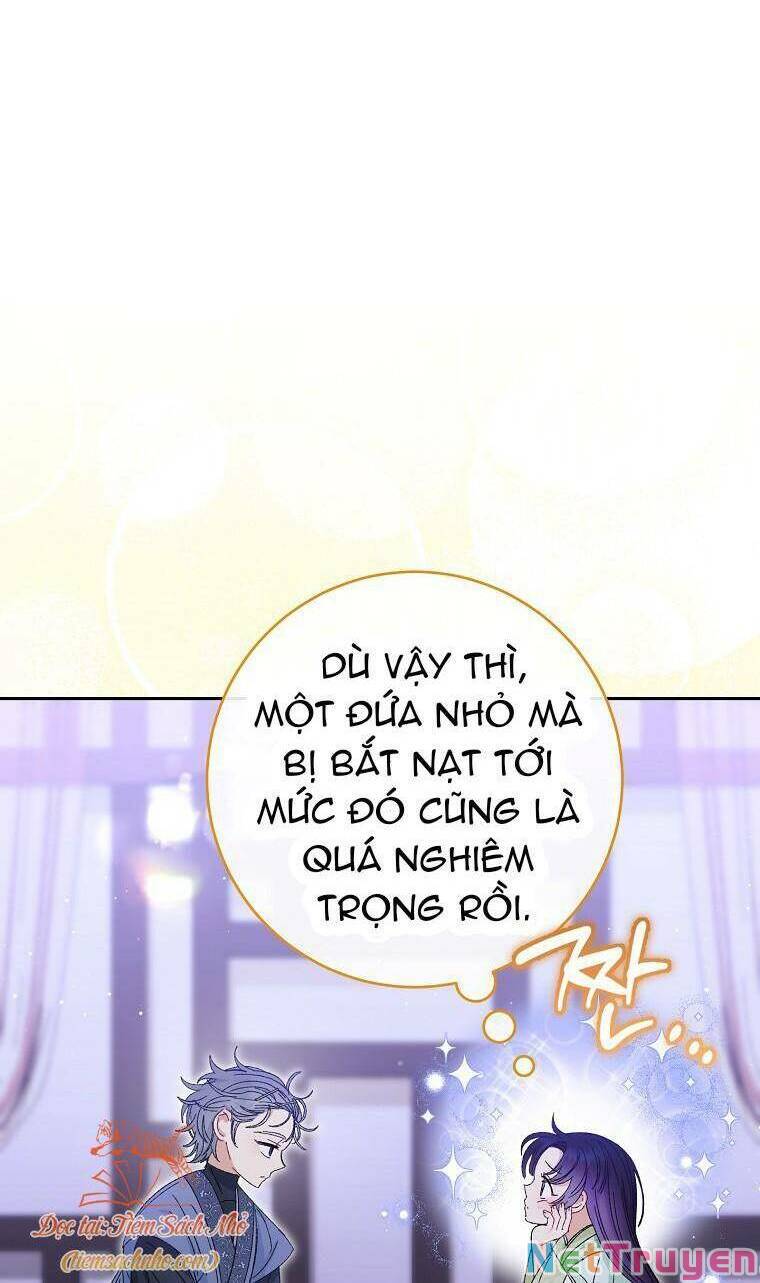 DÙ VẬY THÌ,
MỘT ĐỨA NHỎ MÀ
BỊ BẮT NẠT TỚI
MỨC ĐÓ CŨNG LÀ
QUÁ NGHIÊM
TRỌNG RỒI.
짠...
Đọc tại: Tiệm Sách Nhỏ
(tiemsachnho.com)
NetTruyen